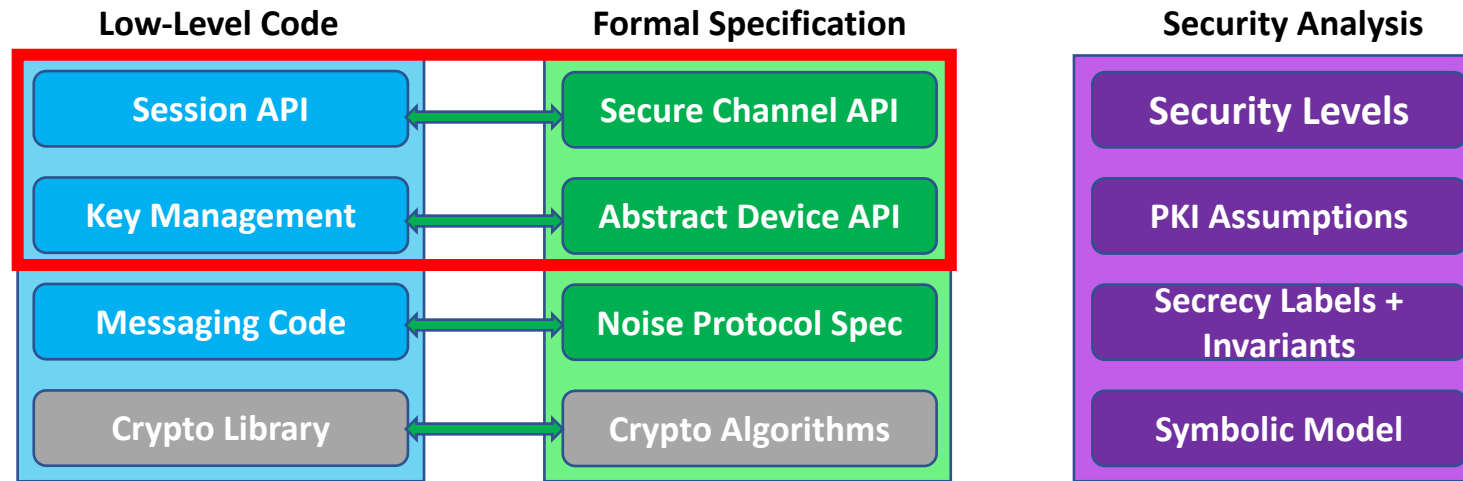 Low-Level Code
Formal Specification
Security Analysis
Session API
Secure Channel API
Security Levels
Key Management
Abstract Device API
PKI Assumptions
Messaging Code
Noise Protocol Spec
Secrecy Labels +
Invariants
Crypto Library
Crypto Algorithms
Symbolic Model